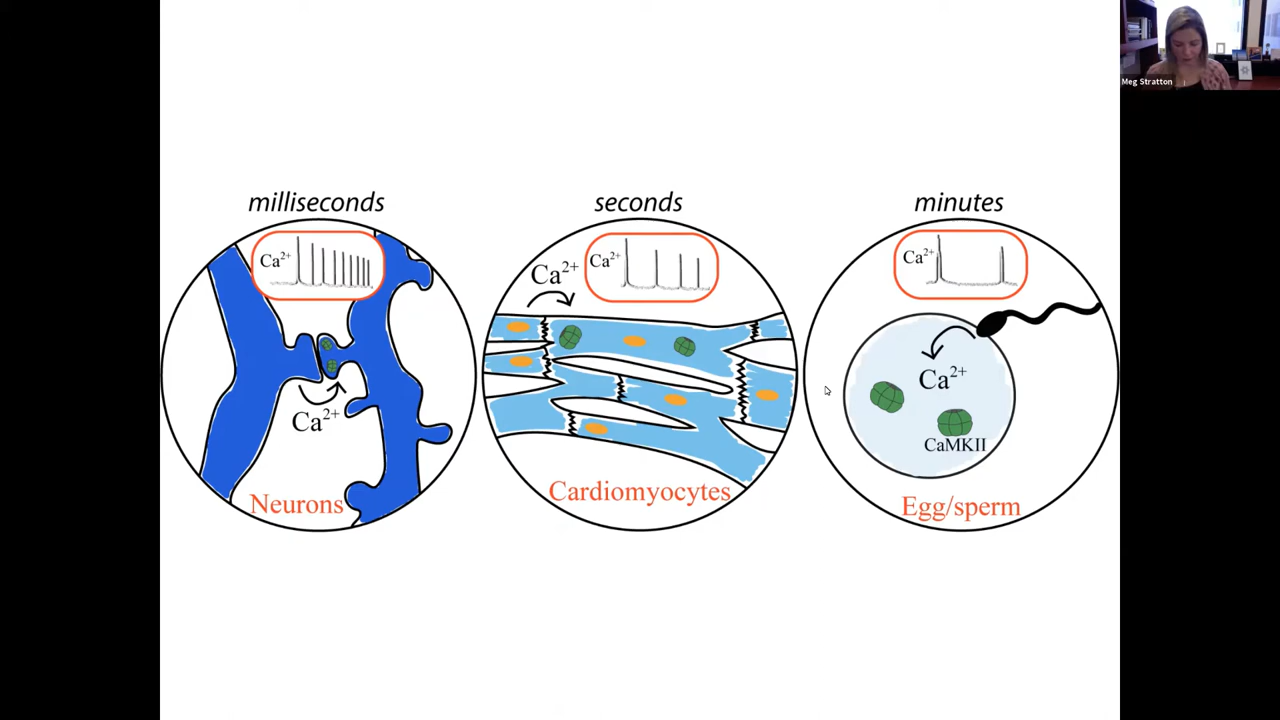 Meg Stratton
milliseconds
seconds
minutes
Ca²⁺
Ca²⁺
Neurons
Ca²⁺
Ca²⁺
Cardiomyocytes
Ca²⁺
Ca²⁺
CaMKII
Egg/sperm